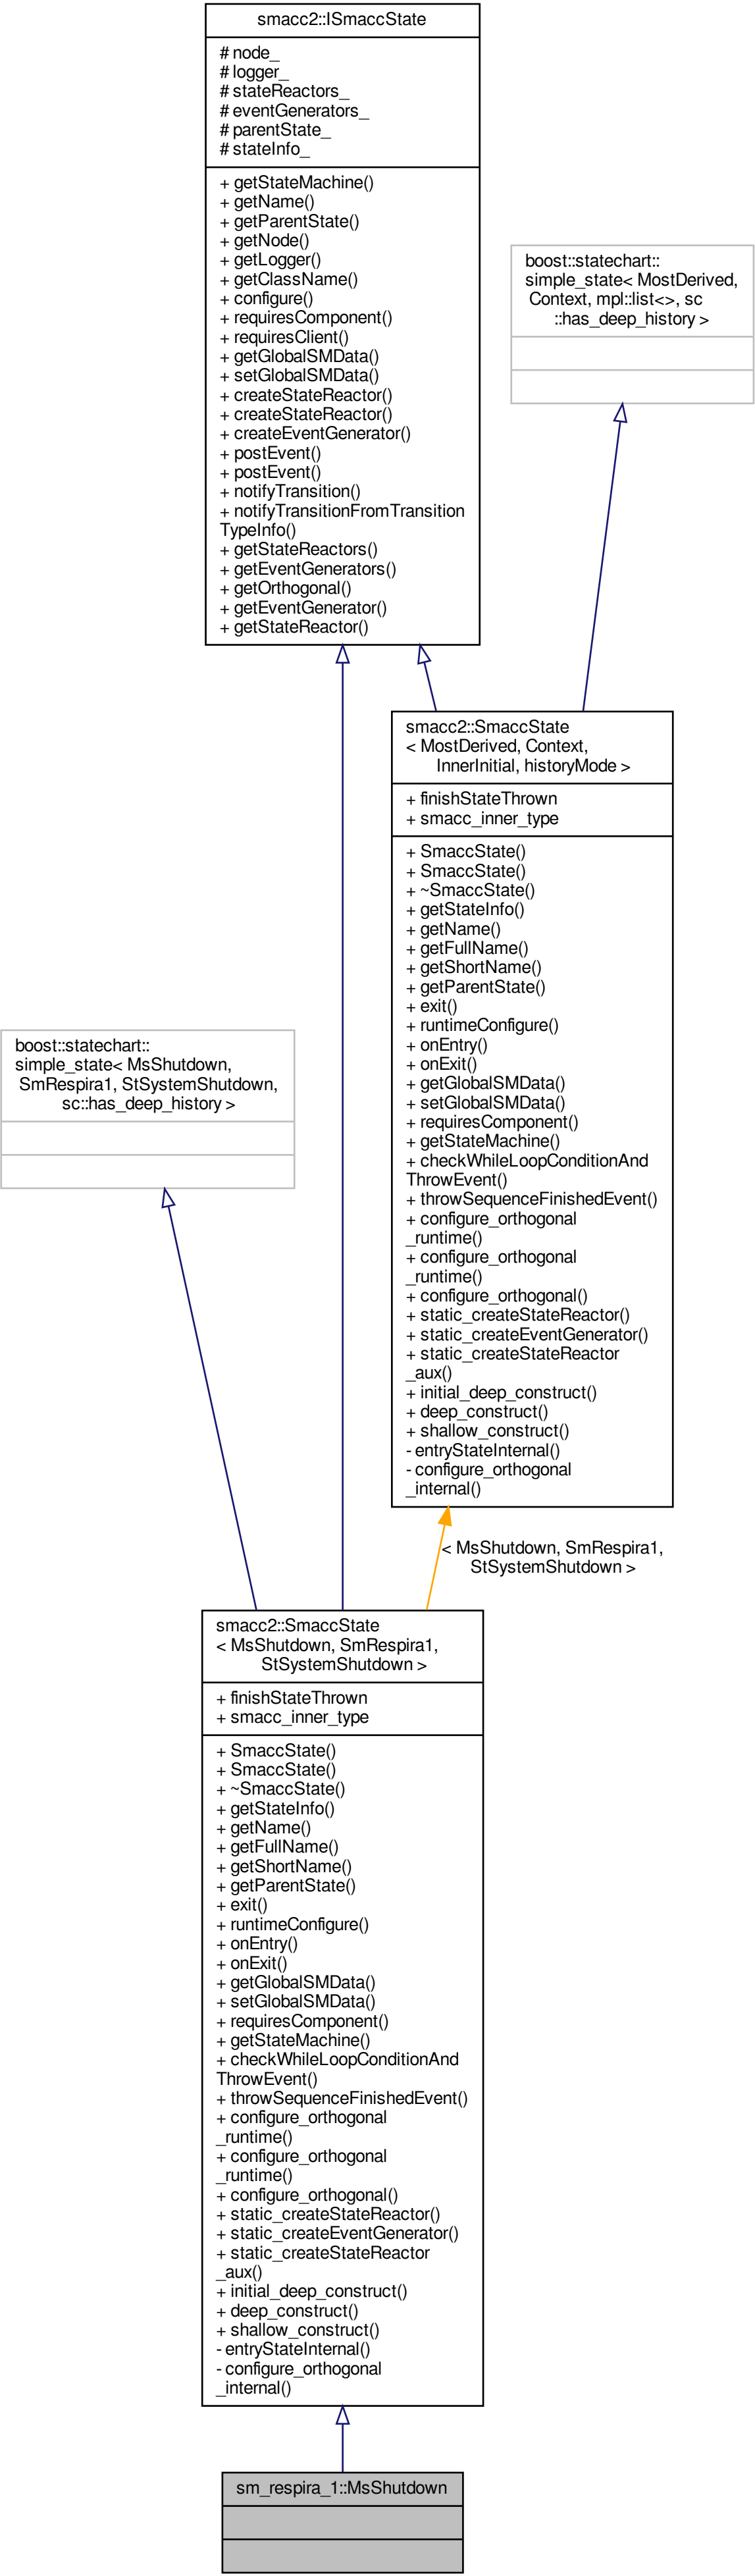 smacc2::ISmaccState
# node_
# logger_
# stateReactors_
# eventGenerators_
# parentState_
# stateInfo_
+ getStateMachine()
+ getName()
+ getParentState()
+ getNode()
+ getLogger()
+ getClassName()
+ configure()
+ requiresComponent()
+ requiresClient()
+ getGlobalSMData()
+ setGlobalSMData()
+ createStateReactor()
+ createStateReactor()
+ createEventGenerator()
+ postEvent()
+ postEvent()
+ notifyTransition()
+ notifyTransitionFromTransition
TypeInfo()
+ getStateReactors()
+ getEventGenerators()
+ getOrthogonal()
+ getEventGenerator()
+ getStateReactor()
boost::statechart::
simple_state< MostDerived,
Context, mpl::list<>, sc
::has_deep_history >
smacc2::SmaccState
< MostDerived, Context,
InnerInitial, historyMode >
+ finishStateThrown
+ smacc_inner_type
+ SmaccState()
+ SmaccState()
+ ~SmaccState()
+ getStateInfo()
+ getName()
+ getFullName()
+ getShortName()
+ getParentState()
+ exit()
+ runtimeConfigure()
+ onEntry()
+ onExit()
+ getGlobalSMData()
+ setGlobalSMData()
+ requiresComponent()
+ getStateMachine()
+ checkWhileLoopConditionAnd
ThrowEvent()
+ throwSequenceFinishedEvent()
+ configure_orthogonal
_runtime()
+ configure_orthogonal
_runtime()
+ configure_orthogonal()
+ static_createStateReactor()
+ static_createEventGenerator()
+ static_createStateReactor
_aux()
+ initial_deep_construct()
+ deep_construct()
+ shallow_construct()
- entryStateInternal()
- configure_orthogonal
_internal()
boost::statechart::
simple_state< MsShutdown,
SmRespira1, StSystemShutdown,
sc::has_deep_history >
< MsShutdown, SmRespira1,
StSystemShutdown >
smacc2::SmaccState
< MsShutdown, SmRespira1,
StSystemShutdown >
+ finishStateThrown
+ smacc_inner_type
+ SmaccState()
+ SmaccState()
+ ~SmaccState()
+ getStateInfo()
+ getName()
+ getFullName()
+ getShortName()
+ getParentState()
+ exit()
+ runtimeConfigure()
+ onEntry()
+ onExit()
+ getGlobalSMData()
+ setGlobalSMData()
+ requiresComponent()
+ getStateMachine()
+ checkWhileLoopConditionAnd
ThrowEvent()
+ throwSequenceFinishedEvent()
+ configure_orthogonal
_runtime()
+ configure_orthogonal
_runtime()
+ configure_orthogonal()
+ static_createStateReactor()
+ static_createEventGenerator()
+ static_createStateReactor
_aux()
+ initial_deep_construct()
+ deep_construct()
+ shallow_construct()
- entryStateInternal()
- configure_orthogonal
_internal()
sm_respira_1::MsShutdown